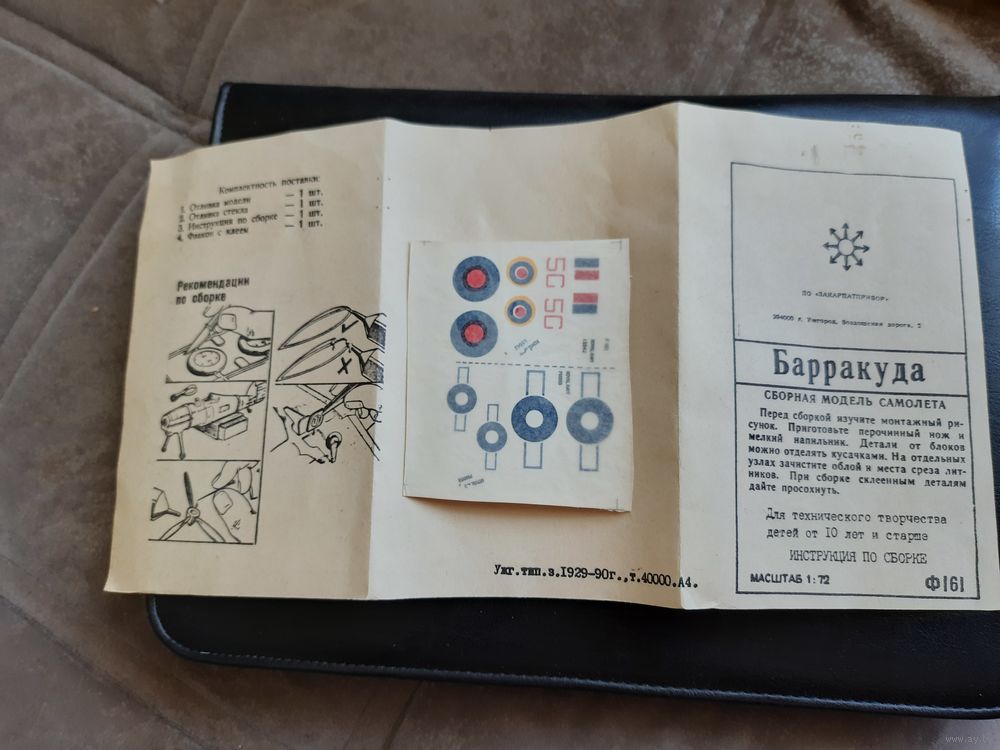 Комплектность поставки:
1. Отливка модели — 1 шт.
2. Отливка стекла — 1 шт.
3. Инструкция по сборке — 1 шт.
4. Флакон с клеем — 1 шт.
Рекомендации
по сборке
5C
5C
ROYAL NAVY
Ужг.тип.з.1929-90г.,т.40000.А4.
ПО «ЗАКАРПАТПРИБОР»
294000 г. Ужгород, Воздвиженская дорога, 2
Барракуда
СБОРНАЯ МОДЕЛЬ САМОЛЕТА
Перед сборкой изучите монтажный ри-
сунок. Приготовьте перочинный нож и
мелкий напильник. Детали от блоков
можно отделять кусачками. На отдельных
узлах зачистите облой и места среза лит-
ников. При сборке склеенным деталям
дайте просохнуть.
Для технического творчества
детей от 10 лет и старше
ИНСТРУКЦИЯ ПО СБОРКЕ
МАСШТАБ 1:72 Ф161